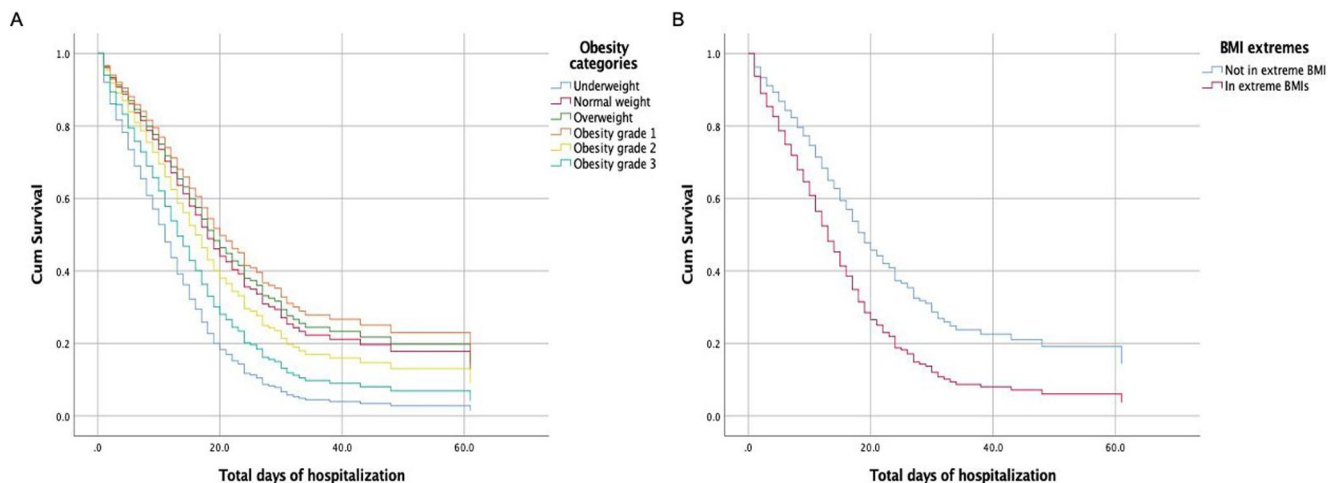 A
Cum Survival
1.0
0.8
0.6
0.4
0.2
0.0
.0
20.0
40.0
60.0
Total days of hospitalization
Obesity
categories
Underweight
Normal weight
Overweight
Obesity grade 1
Obesity grade 2
Obesity grade 3
B
Cum Survival
1.0
0.8
0.6
0.4
0.2
0.0
.0
20.0
40.0
60.0
Total days of hospitalization
BMI extremes
Not in extreme BMI
In extreme BMIs